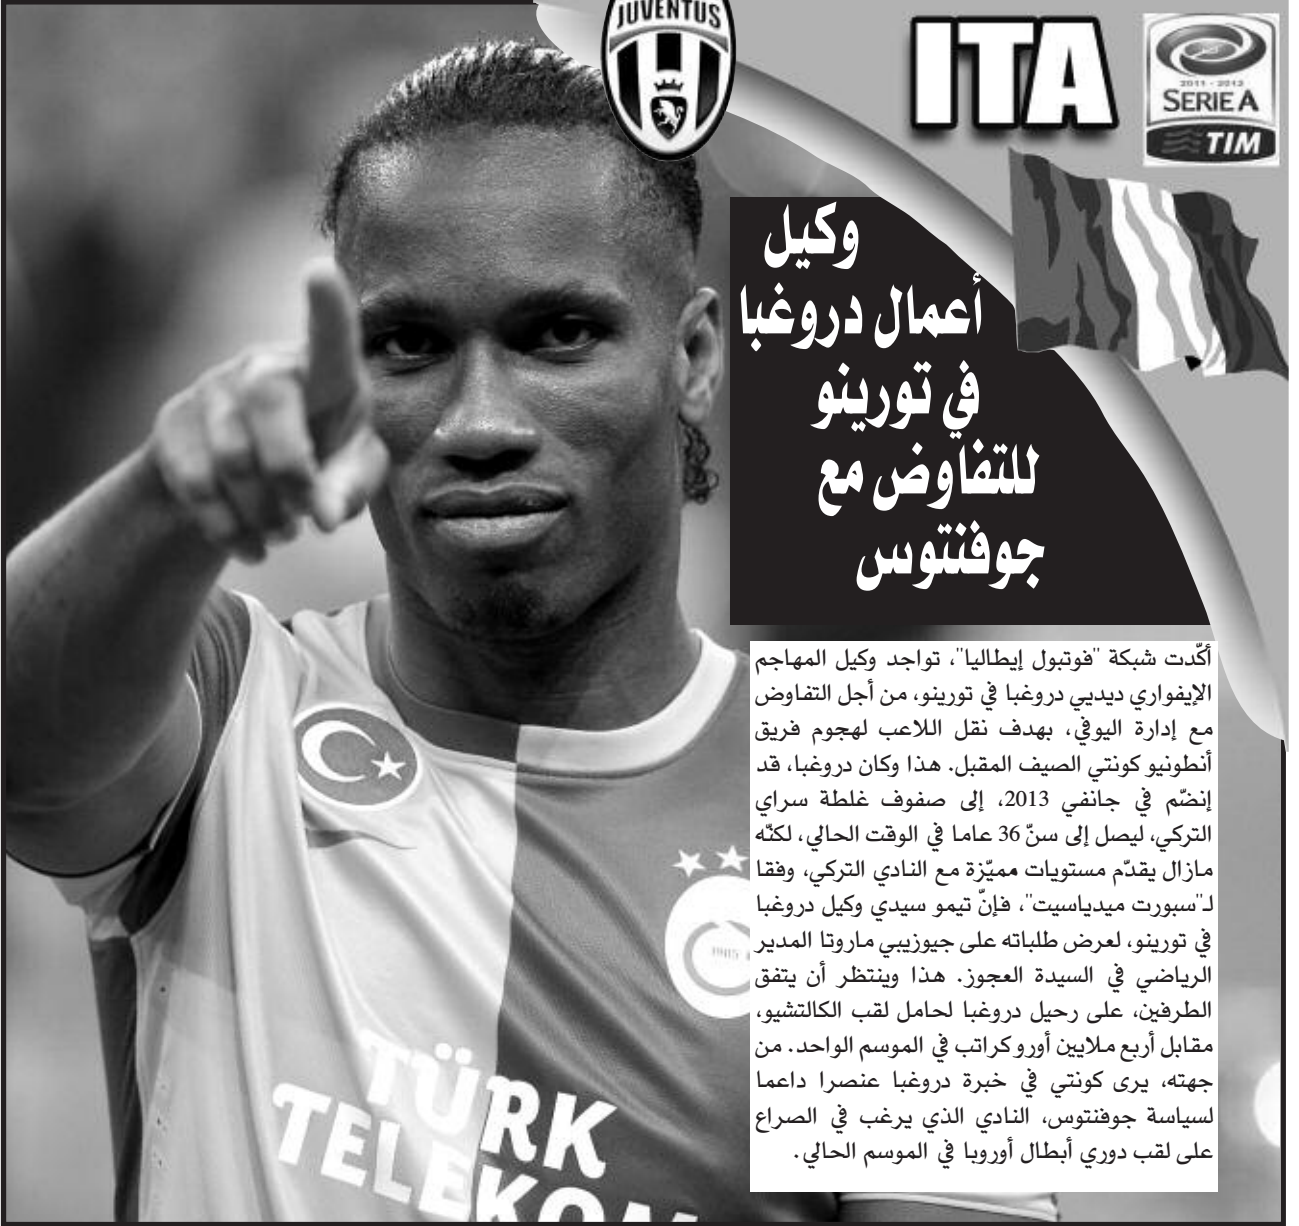 JUVENTUS
ITA
2011 - 2012
SERIE A
TIM
وكيل
أعمال دروغبا
في تورينو
للتفاوض مع
جوفنتوس
أكّدت شبكة "فوتبول إيطاليا"، تواجد وكيل المهاجم
الإيفواري ديديي دروغبا في تورينو، من أجل التفاوض
مع إدارة اليوفي، بهدف نقل اللاعب لهجوم فريق
أنطونيو كونتي الصيف المقبل. هذا وكان دروغبا، قد
إنضّم في جانفي 2013، إلى صفوف غلطة سراي
التركي، ليصل إلى سنّ 36 عاما في الوقت الحالي، لكنّه
مازال يقدّم مستويات مميّزة مع النادي التركي، وفقا
لـ"سبورت ميدياسيت"، فإنّ تيمو سيدي وكيل دروغبا
في تورينو، لعرض طلباته على جيوزيبي ماروتا المدير
الرياضي في السيدة العجوز. هذا وينتظر أن يتفق
الطرفين، على رحيل دروغبا لحامل لقب الكالتشيو،
مقابل أربع ملايين أورو كراتب في الموسم الواحد. من
جهته، يرى كونتي في خبرة دروغبا عنصرا داعما
لسياسة جوفنتوس، النادي الذي يرغب في الصراع
على لقب دوري أبطال أوروبا في الموسم الحالي.
TÜRK
TELEKOM